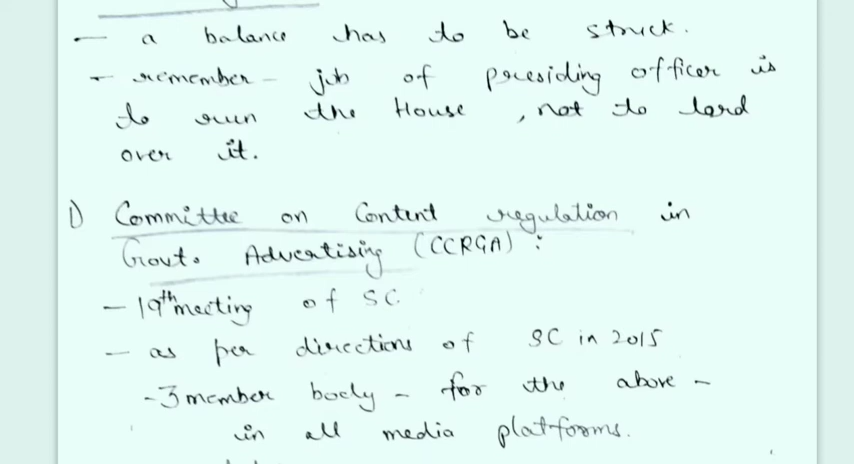 — a balance has to be struck.
- remember - job of presiding officer is
to run the House, not to lord
over it.
1) Committee on Content regulation in
Govt. Advertising (CCRGA):
- 19th meeting of SC
- as per directions of SC in 2015
- 3 member body - for the above -
in all media platforms.